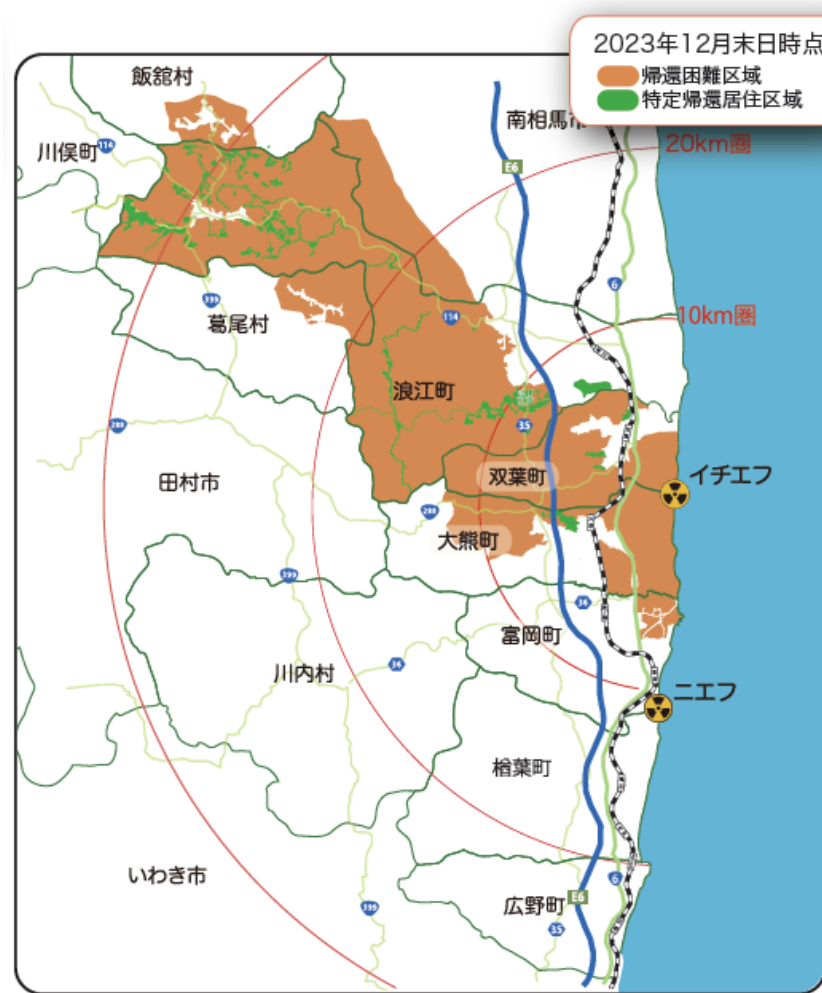 2023年12月末日時点
帰還困難区域
特定帰還居住区域
飯舘村
南相馬市
川俣町
114
20km圏
E6
6
399
葛尾村
114
10km圏
浪江町
288
35
田村市
双葉町
イチエフ
288
大熊町
399
36
富岡町
36
川内村
ニエフ
楢葉町
いわき市
6
E6
広野町
399
35